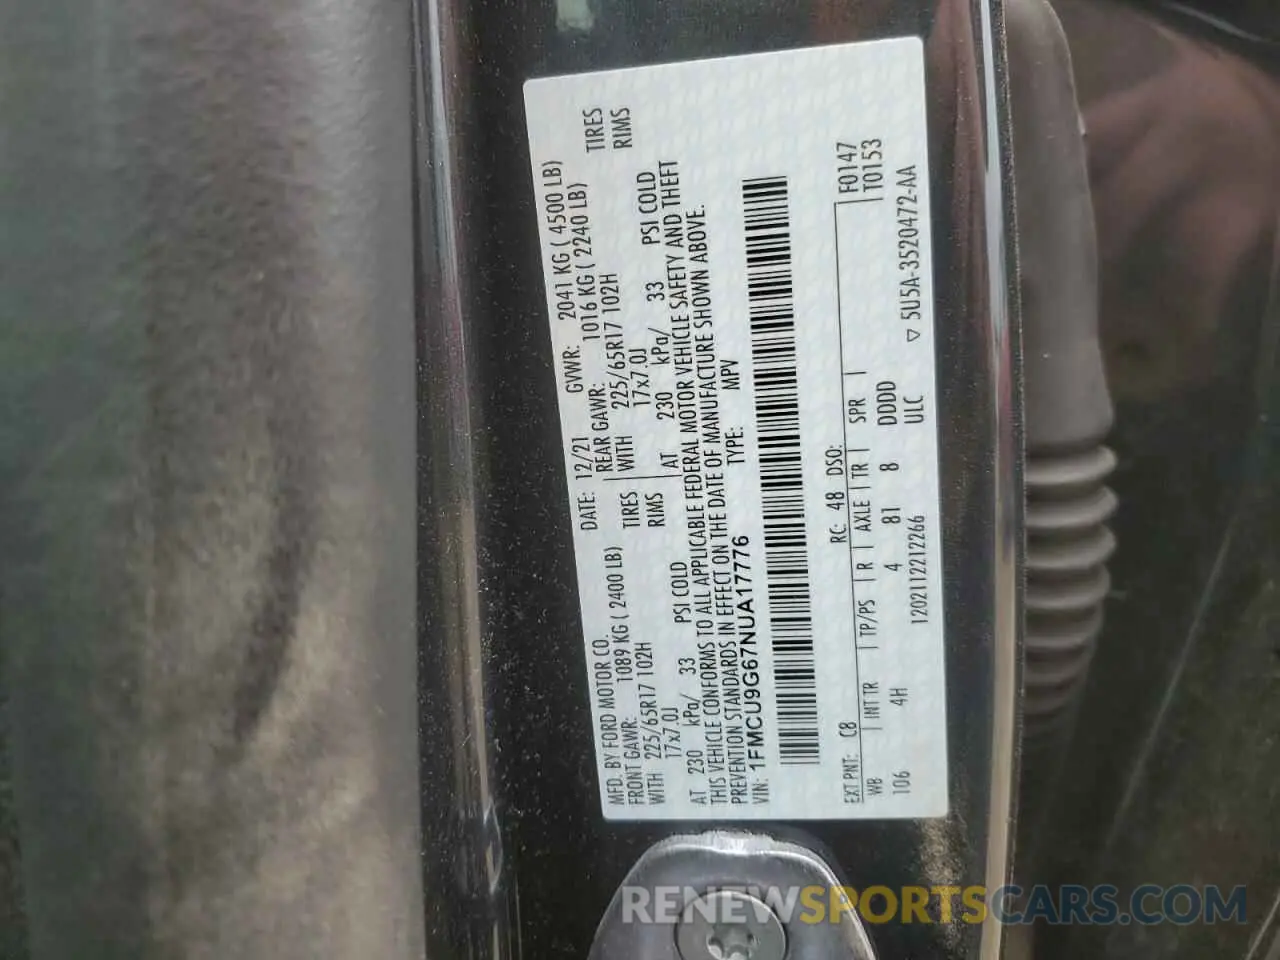 MFD. BY FORD MOTOR CO. DATE: 12/21 GVWR: 2041 KG ( 4500 LB)
FRONT GAWR: 1089 KG ( 2400 LB) REAR GAWR: 1016 KG ( 2240 LB)
WITH 225/65R17 102H TIRES WITH 225/65R17 102H TIRES
17x7.0J RIMS 17x7.0J RIMS
AT 230 kPa/ 33 PSI COLD AT 230 kPa/ 33 PSI COLD
THIS VEHICLE CONFORMS TO ALL APPLICABLE FEDERAL MOTOR VEHICLE SAFETY AND THEFT
PREVENTION STANDARDS IN EFFECT ON THE DATE OF MANUFACTURE SHOWN ABOVE.
VIN: 1FMCU9G67NUA17776 TYPE: MPV
EXT PNT: C8 RC: 48 DSO: F0147
WB INT TR TP/PS R AXLE TR SPR T0153
106 4H 4 81 8 DDDD
1202112212266 ULC ▽ 5U5A-3520472-AA
RENEWSPORTSCARS.COM